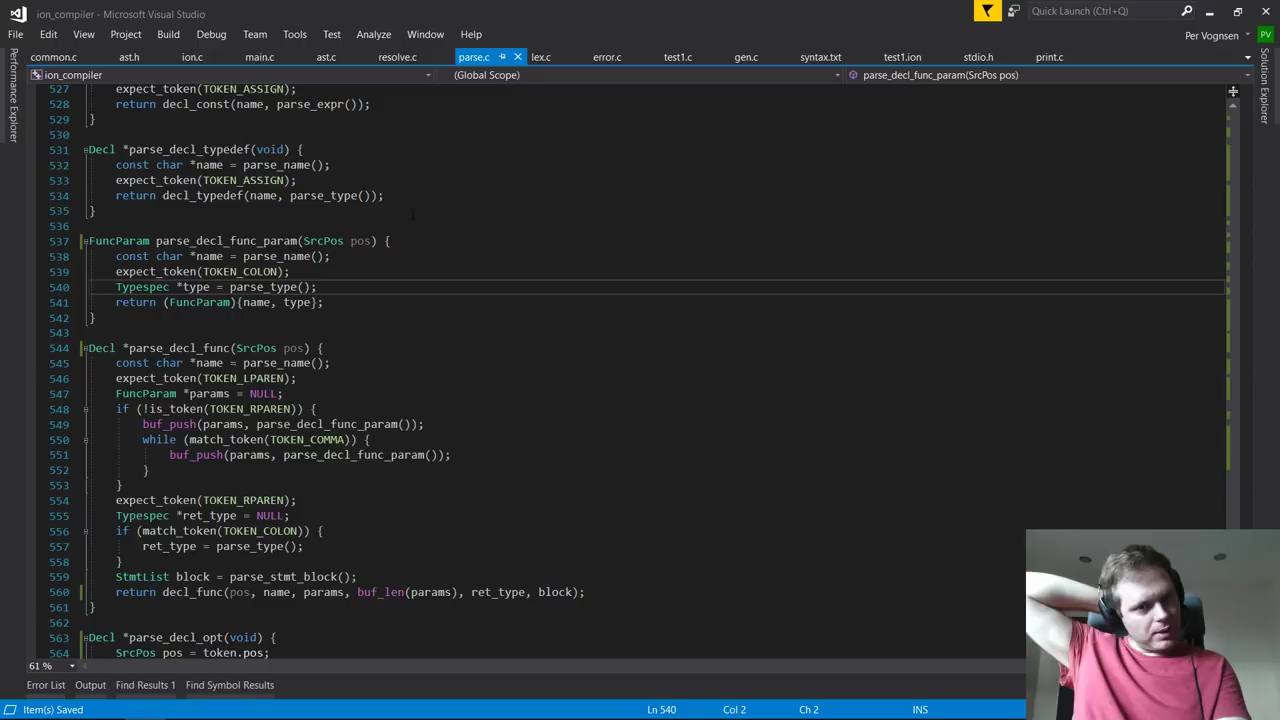 ion_compiler - Microsoft Visual Studio
Quick Launch (Ctrl+Q)
File Edit View Project Build Debug Team Tools Test Analyze Window Help
Per Vognsen PV
common.c ast.h ion.c main.c ast.c resolve.c parse.c lex.c error.c test1.c gen.c syntax.txt test1.ion stdio.h print.c
ion_compiler (Global Scope) parse_decl_func_param(SrcPos pos)
Performance Explorer
Solution Explorer
527 expect_token(TOKEN_ASSIGN);
528 return decl_const(name, parse_expr());
529 }
530
531 Decl *parse_decl_typedef(void) {
532 const char *name = parse_name();
533 expect_token(TOKEN_ASSIGN);
534 return decl_typedef(name, parse_type());
535 }
536
537 FuncParam parse_decl_func_param(SrcPos pos) {
538 const char *name = parse_name();
539 expect_token(TOKEN_COLON);
540 Typespec *type = parse_type();
541 return (FuncParam){name, type};
542 }
543
544 Decl *parse_decl_func(SrcPos pos) {
545 const char *name = parse_name();
546 expect_token(TOKEN_LPAREN);
547 FuncParam *params = NULL;
548 if (!is_token(TOKEN_RPAREN)) {
549 buf_push(params, parse_decl_func_param());
550 while (match_token(TOKEN_COMMA)) {
551 buf_push(params, parse_decl_func_param());
552 }
553 }
554 expect_token(TOKEN_RPAREN);
555 Typespec *ret_type = NULL;
556 if (match_token(TOKEN_COLON)) {
557 ret_type = parse_type();
558 }
559 StmtList block = parse_stmt_block();
560 return decl_func(pos, name, params, buf_len(params), ret_type, block);
561 }
562
563 Decl *parse_decl_opt(void) {
564 SrcPos pos = token.pos;
61 %
Error List Output Find Results 1 Find Symbol Results
Item(s) Saved Ln 540 Col 2 Ch 2 INS